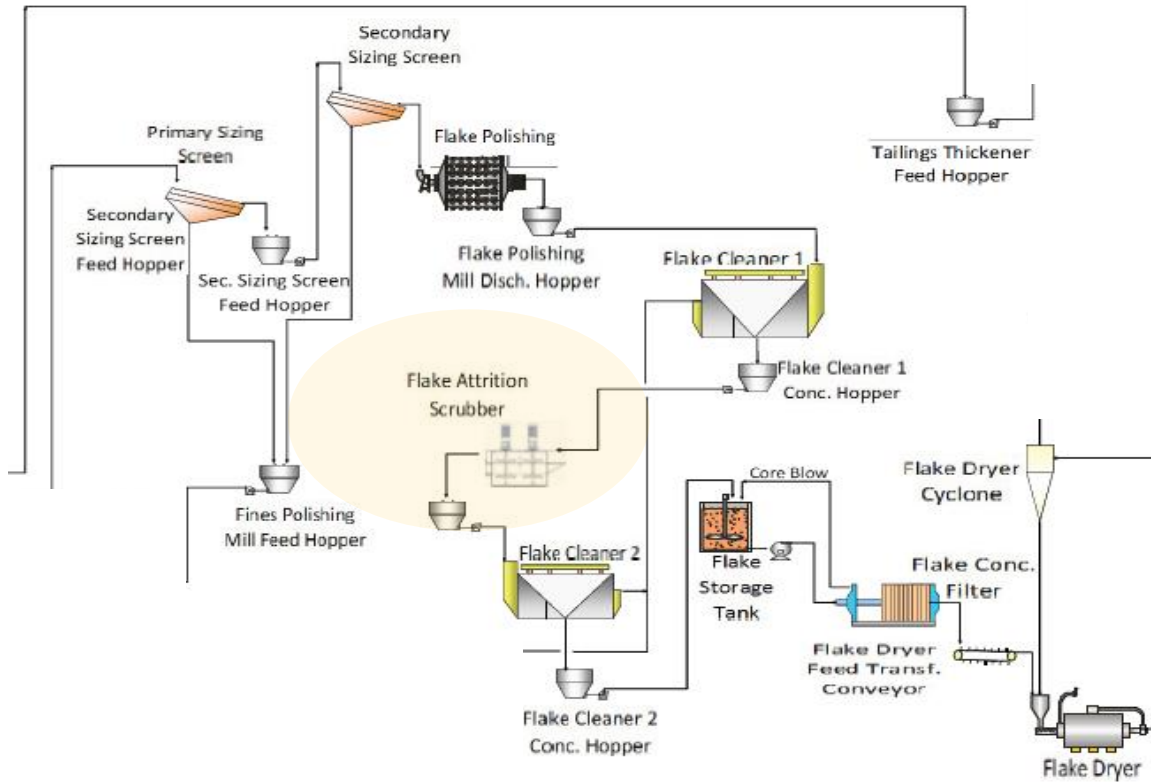 Secondary
Sizing Screen
Primary Sizing
Screen
Flake Polishing
Tailings Thickener
Feed Hopper
Secondary
Sizing Screen
Feed Hopper
Sec. Sizing Screen
Feed Hopper
Flake Polishing
Mill Disch. Hopper
Flake Cleaner 1
Flake Cleaner 1
Conc. Hopper
Flake Attrition
Scrubber
Fines Polishing
Mill Feed Hopper
Flake Cleaner 2
Core Blow
Flake
Storage
Tank
Flake Dryer
Cyclone
Flake Conc.
Filter
Flake Dryer
Feed Transf.
Conveyor
Flake Cleaner 2
Conc. Hopper
Flake Dryer